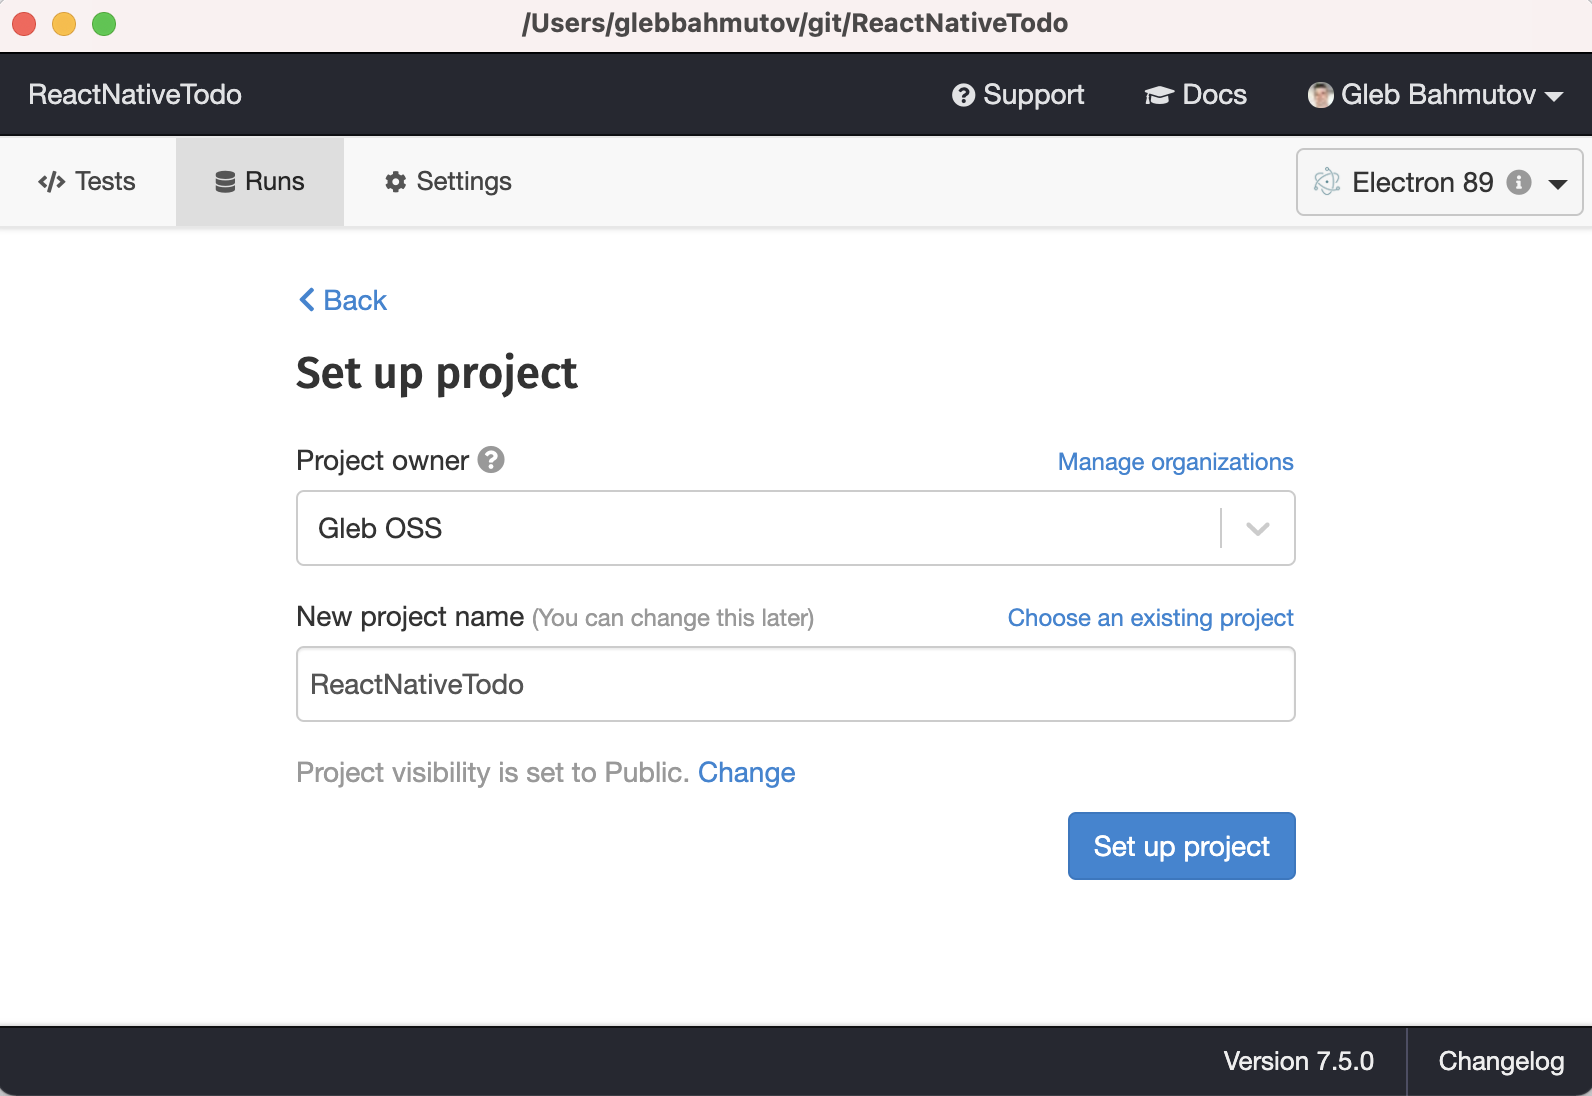 /Users/glebbahmutov/git/ReactNativeTodo
ReactNativeTodo Support Docs Gleb Bahmutov
Tests Runs Settings Electron 89
Back
Set up project
Project owner Manage organizations
Gleb OSS
New project name (You can change this later) Choose an existing project
ReactNativeTodo
Project visibility is set to Public. Change
Set up project
Version 7.5.0 Changelog